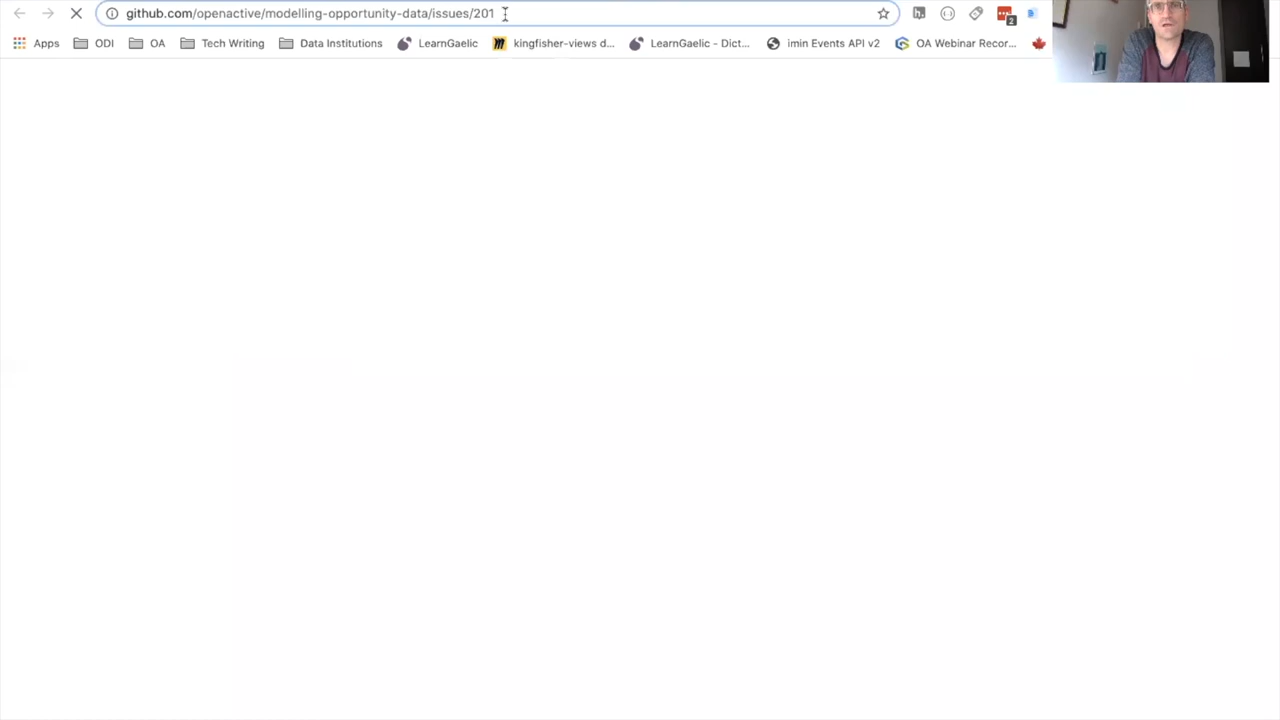 github.com/openactive/modelling-opportunity-data/issues/201
2
Apps ODI OA Tech Writing Data Institutions LearnGaelic kingfisher-views d... LearnGaelic - Dict... imin Events API v2 OA Webinar Recor...